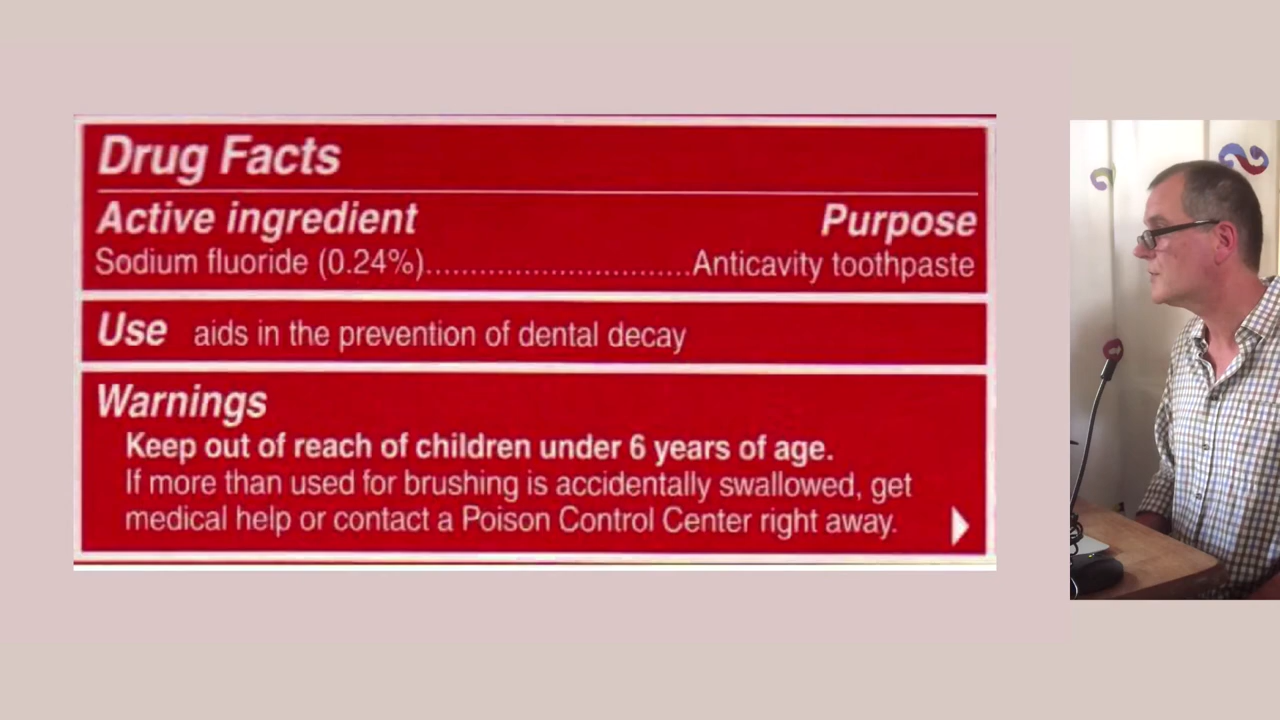 Drug Facts
Active ingredient Purpose
Sodium fluoride (0.24%)..............................Anticavity toothpaste
Use aids in the prevention of dental decay
Warnings
Keep out of reach of children under 6 years of age.
If more than used for brushing is accidentally swallowed, get
medical help or contact a Poison Control Center right away.